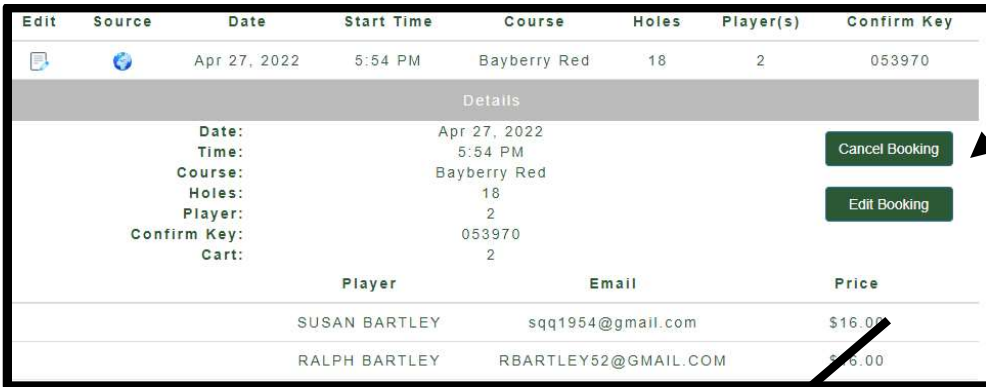 Edit Source Date Start Time Course Holes Player(s) Confirm Key
Apr 27, 2022 5:54 PM Bayberry Red 18 2 053970
Details
Date: Apr 27, 2022
Time: 5:54 PM
Cancel Booking
Course: Bayberry Red
Holes: 18
Edit Booking
Player: 2
Confirm Key: 053970
Cart: 2
Player Email Price
SUSAN BARTLEY sqq1954@gmail.com $16.00
RALPH BARTLEY RBARTLEY52@GMAIL.COM $16.00